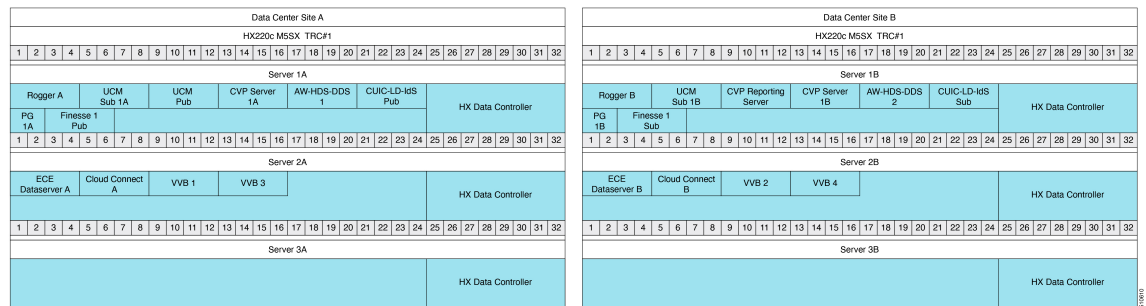 Data Center Site A
HX220c M5SX TRC#1
1 2 3 4 5 6 7 8 9 10 11 12 13 14 15 16 17 18 19 20 21 22 23 24 25 26 27 28 29 30 31 32
Server 1A
Rogger A
UCM
Sub 1A
UCM
Pub
CVP Server
1A
AW-HDS-DDS
1
CUIC-LD-IdS
Pub
HX Data Controller
PG
1A
Finesse 1
Pub
1 2 3 4 5 6 7 8 9 10 11 12 13 14 15 16 17 18 19 20 21 22 23 24 25 26 27 28 29 30 31 32
Server 2A
ECE
Dataserver A
Cloud Connect
A
VVB 1
VVB 3
HX Data Controller
1 2 3 4 5 6 7 8 9 10 11 12 13 14 15 16 17 18 19 20 21 22 23 24 25 26 27 28 29 30 31 32
Server 3A
HX Data Controller
Data Center Site B
HX220c M5SX TRC#1
1 2 3 4 5 6 7 8 9 10 11 12 13 14 15 16 17 18 19 20 21 22 23 24 25 26 27 28 29 30 31 32
Server 1B
Rogger B
UCM
Sub 1B
CVP Reporting
Server
CVP Server
1B
AW-HDS-DDS
2
CUIC-LD-IdS
Sub
HX Data Controller
PG
1B
Finesse 1
Sub
1 2 3 4 5 6 7 8 9 10 11 12 13 14 15 16 17 18 19 20 21 22 23 24 25 26 27 28 29 30 31 32
Server 2B
ECE
Dataserver B
Cloud Connect
B
VVB 2
VVB 4
HX Data Controller
1 2 3 4 5 6 7 8 9 10 11 12 13 14 15 16 17 18 19 20 21 22 23 24 25 26 27 28 29 30 31 32
Server 3B
HX Data Controller